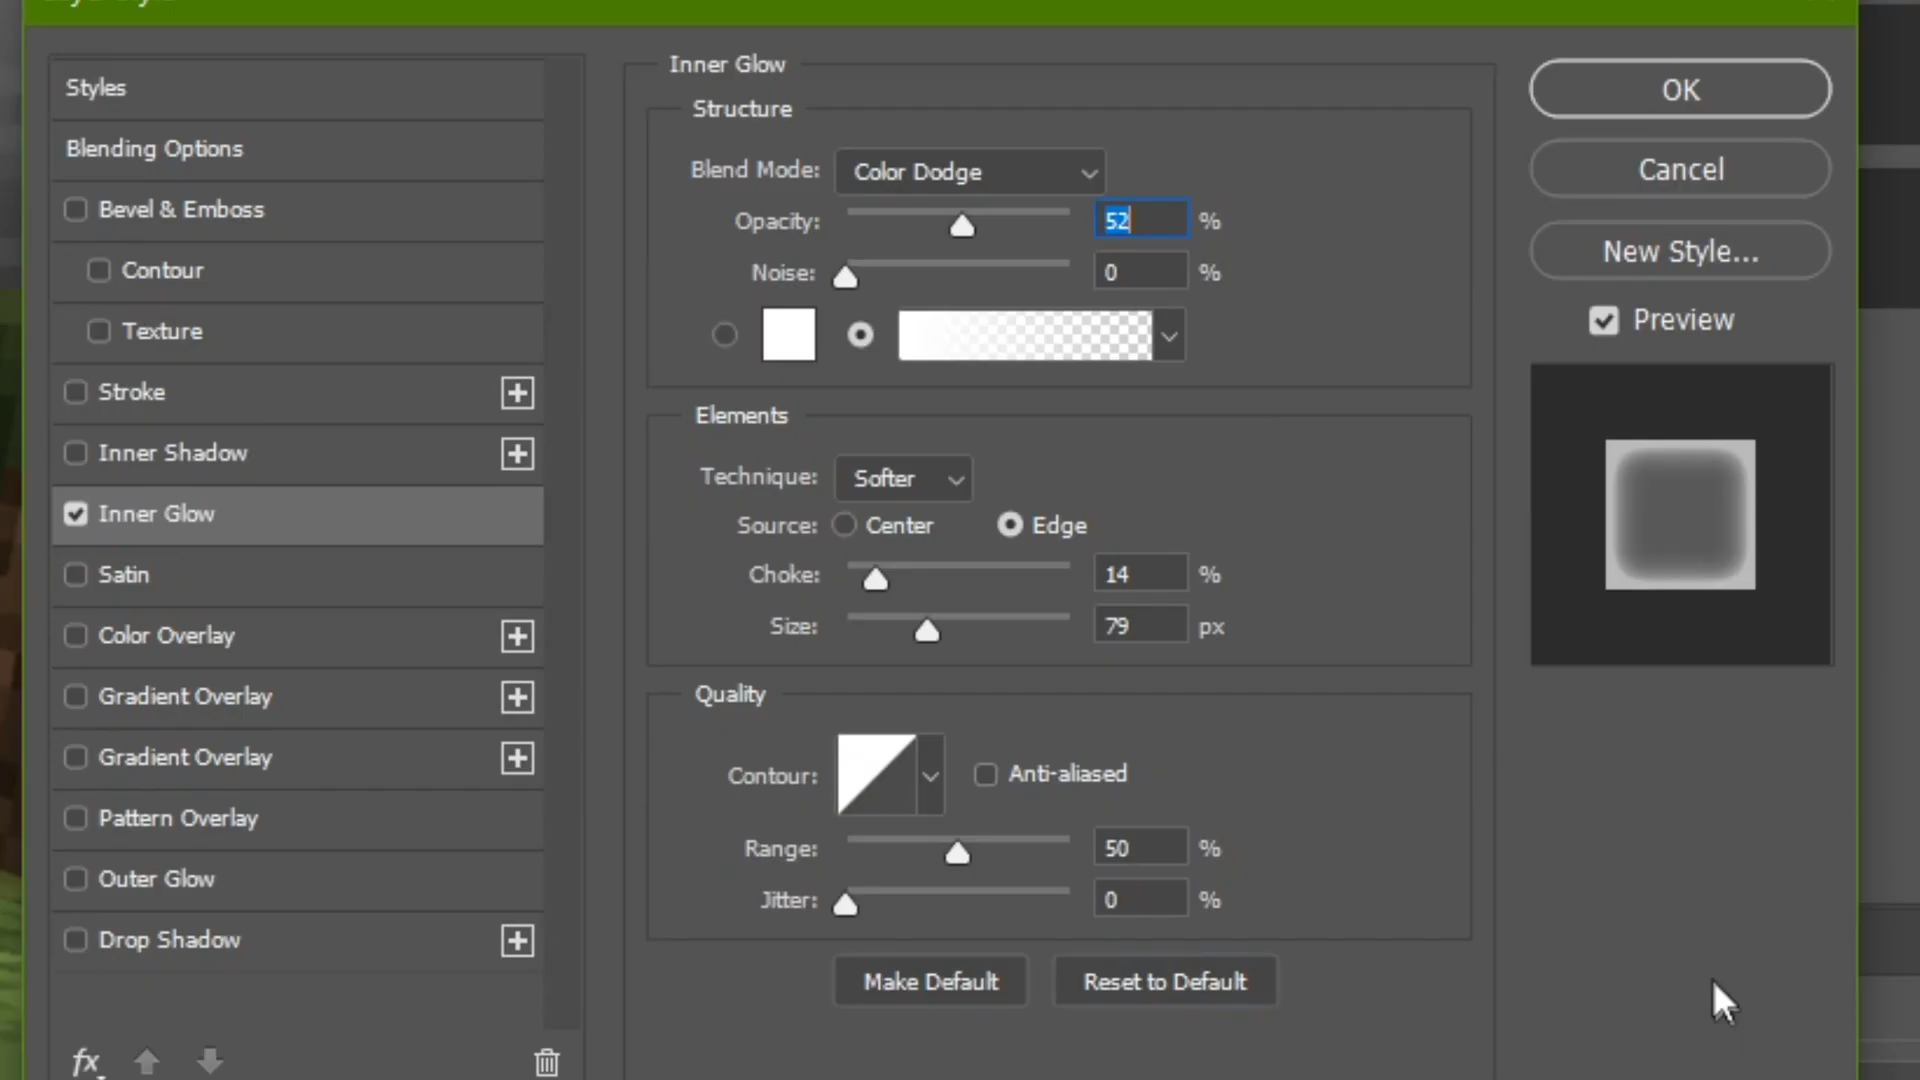 Styles
Blending Options
Bevel & Emboss
Contour
Texture
Stroke
Inner Shadow
Inner Glow
Satin
Color Overlay
Gradient Overlay
Gradient Overlay
Pattern Overlay
Outer Glow
Drop Shadow
fx
Inner Glow
Structure
Blend Mode: Color Dodge
Opacity: 52 %
Noise: 0 %
Elements
Technique: Softer
Source: Center Edge
Choke: 14 %
Size: 79 px
Quality
Contour: Anti-aliased
Range: 50 %
Jitter: 0 %
Make Default Reset to Default
OK
Cancel
New Style...
Preview